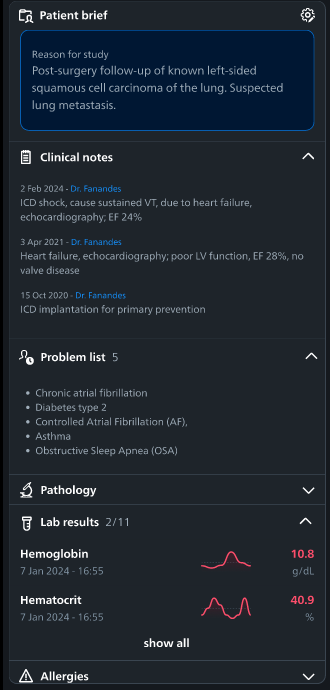 Patient brief
Reason for study
Post-surgery follow-up of known left-sided
squamous cell carcinoma of the lung. Suspected
lung metastasis.
Clinical notes
2 Feb 2024 - Dr. Fanandes
ICD shock, cause sustained VT, due to heart failure,
echocardiography; EF 24%
3 Apr 2021 - Dr. Fanandes
Heart failure, echocardiography; poor LV function, EF 28%, no
valve disease
15 Oct 2020 - Dr. Fanandes
ICD implantation for primary prevention
Problem list 5
• Chronic atrial fibrillation
• Diabetes type 2
• Controlled Atrial Fibrillation (AF),
• Asthma
• Obstructive Sleep Apnea (OSA)
Pathology
Lab results 2/11
Hemoglobin 10.8
7 Jan 2024 - 16:55 g/dL
Hematocrit 40.9
7 Jan 2024 - 16:55 %
show all
Allergies